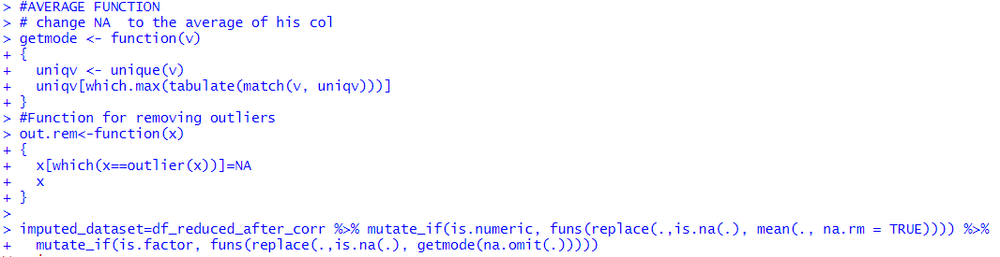 > #AVERAGE FUNCTION
> # change NA  to the average of his col
> getmode <- function(v)
+ {
+   uniqv <- unique(v)
+   uniqv[which.max(tabulate(match(v, uniqv)))]
+ }
> #Function for removing outliers
> out.rem<-function(x)
+ {
+   x[which(x==outlier(x))]=NA
+   x
+ }
>
> imputed_dataset=df_reduced_after_corr %>% mutate_if(is.numeric, funs(replace(.,is.na(.), mean(., na.rm = TRUE)))) %>%
+   mutate_if(is.factor, funs(replace(.,is.na(.), getmode(na.omit(.)))))